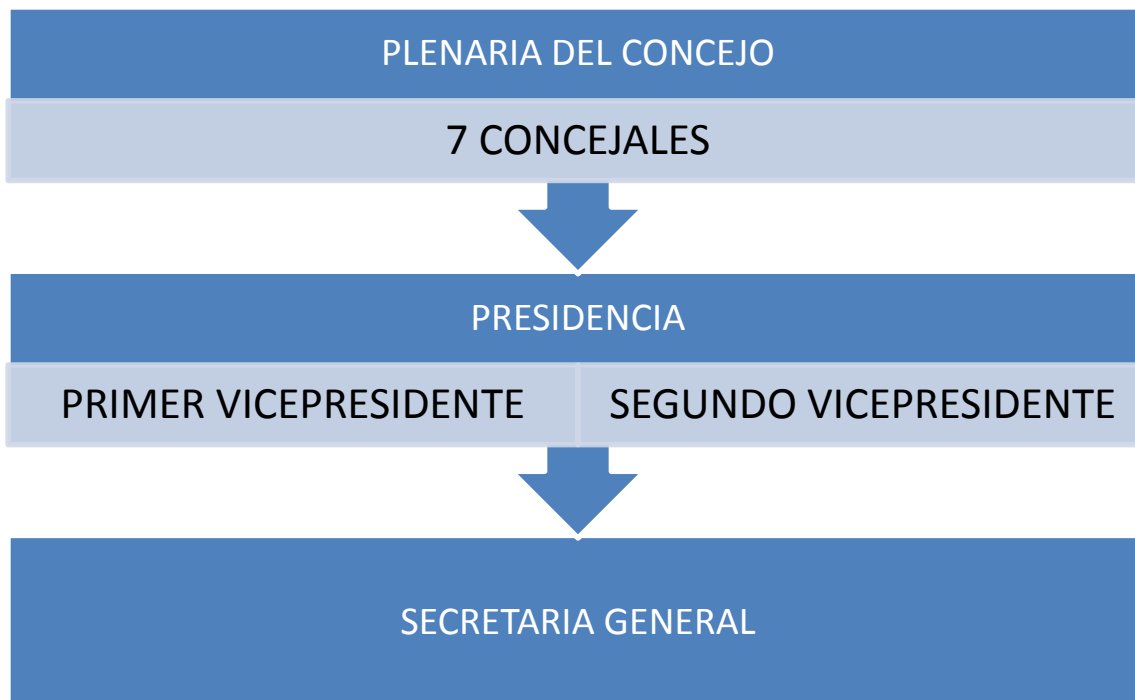 PLENARIA DEL CONCEJO
7 CONCEJALES
PRESIDENCIA
PRIMER VICEPRESIDENTE
SEGUNDO VICEPRESIDENTE
SECRETARIA GENERAL